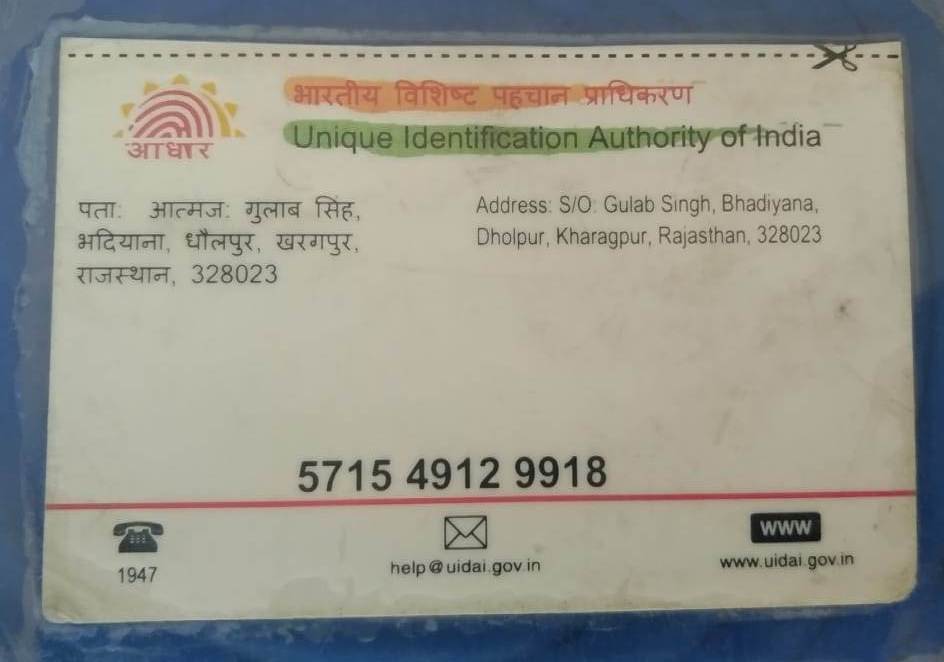 भारतीय विशिष्ट पहचान प्राधिकरण
Unique Identification Authority of India
आधार
पता: आत्मज: गुलाब सिंह,
भदियाना, धौलपुर, खरगपुर,
राजस्थान, 328023
Address: S/O: Gulab Singh, Bhadiyana,
Dholpur, Kharagpur, Rajasthan, 328023
5715 4912 9918
1947
help@uidai.gov.in
WWW
www.uidai.gov.in